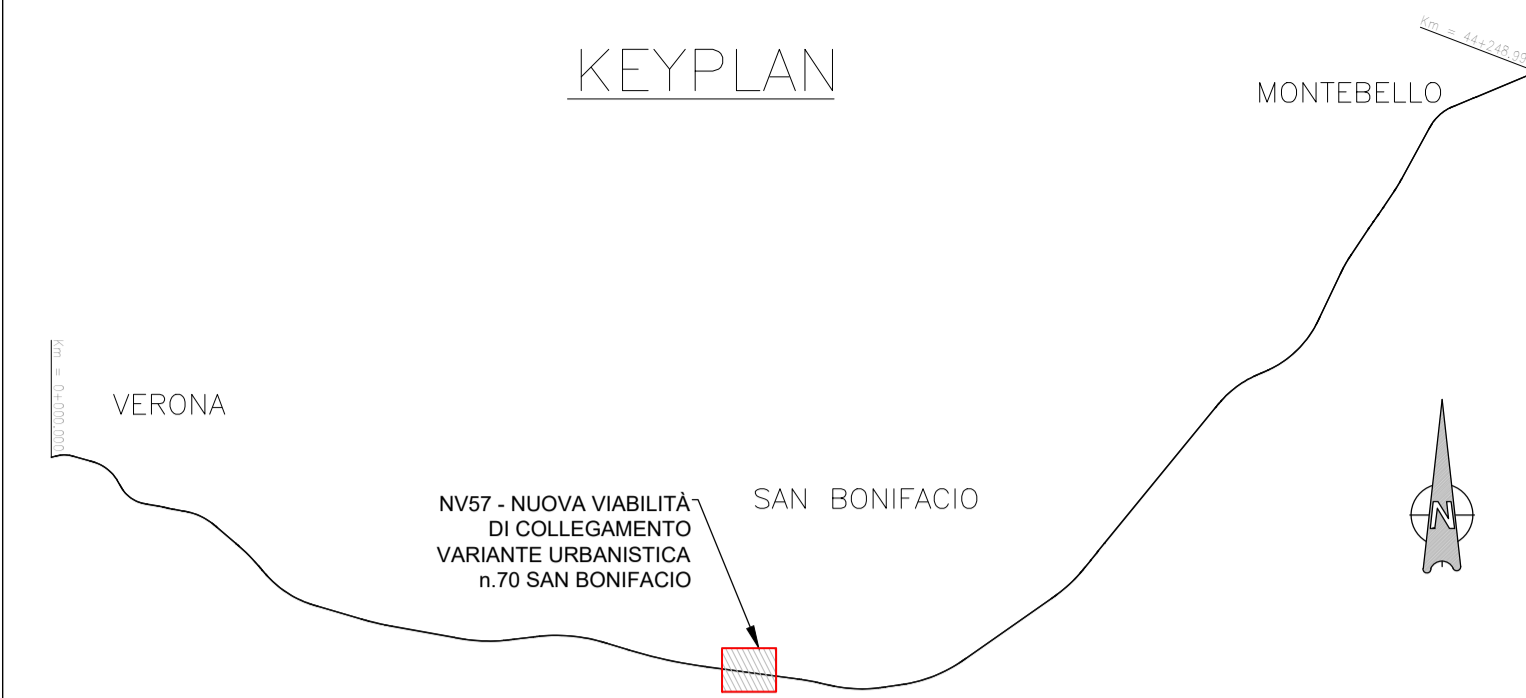 KEYPLAN
Km = 44+248.99
MONTEBELLO
Km = 0+000.000
VERONA
NV57 - NUOVA VIABILITÀ
DI COLLEGAMENTO
VARIANTE URBANISTICA
n.70 SAN BONIFACIO
SAN BONIFACIO
N